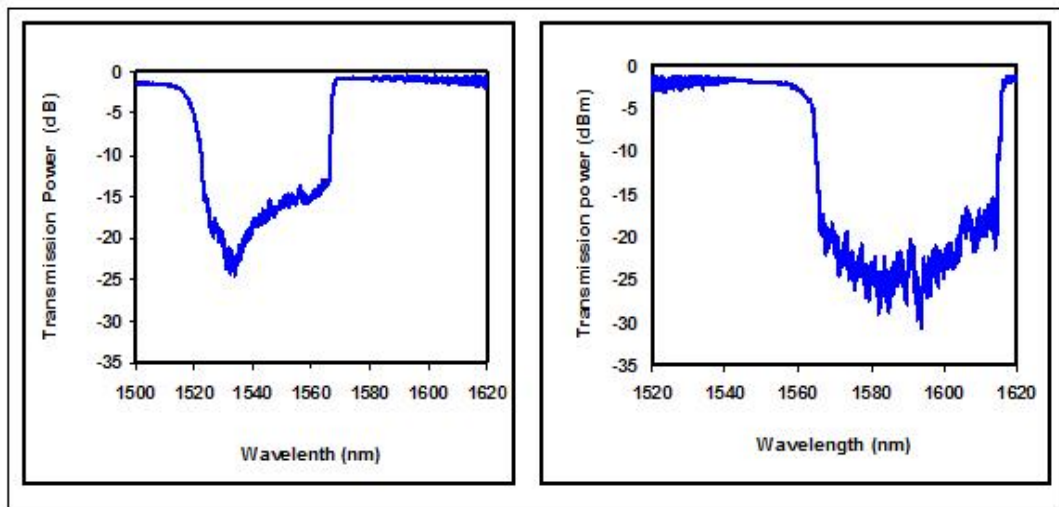 Transmission Power (dB)
0
-5
-10
-15
-20
-25
-30
-35
1500 1520 1540 1560 1580 1600 1620
Wavelenth (nm)
Transmission power (dBm)
0
-5
-10
-15
-20
-25
-30
-35
1520 1540 1560 1580 1600 1620
Wavelength (nm)